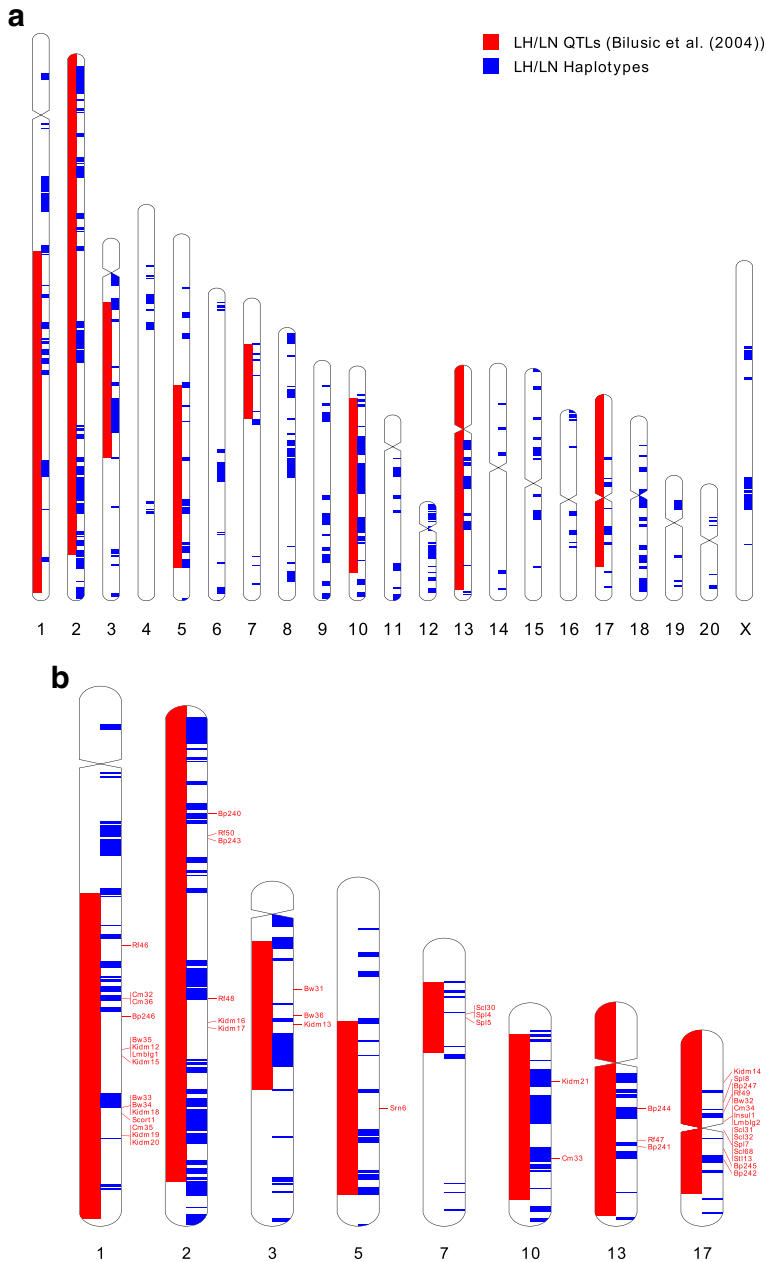 a
LH/LN QTLs (Bilusic et al. (2004))
LH/LN Haplotypes
1 2 3 4 5 6 7 8 9 10 11 12 13 14 15 16 17 18 19 20 X
b
Rf46
Cm32
Cm36
Bp246
Bw35
Kidm12
Lmblg1
Kidm15
Bw33
Bw34
Kidm18
Scort1
Cm35
Kidm19
Kidm20
Bp240
Rf50
Bp243
Rf48
Kidm16
Kidm17
Bw31
Bw36
Kidm13
Srn6
Scl30
Spl4
Spl5
Kidm21
Cm33
Bp244
Rf47
Bp241
Kidm14
Spl8
Bp247
Rf49
Bw32
Cm34
Insul1
Lmblg2
Scl31
Scl32
Spl7
Scl68
Stl13
Bp245
Bp242
1 2 3 5 7 10 13 17